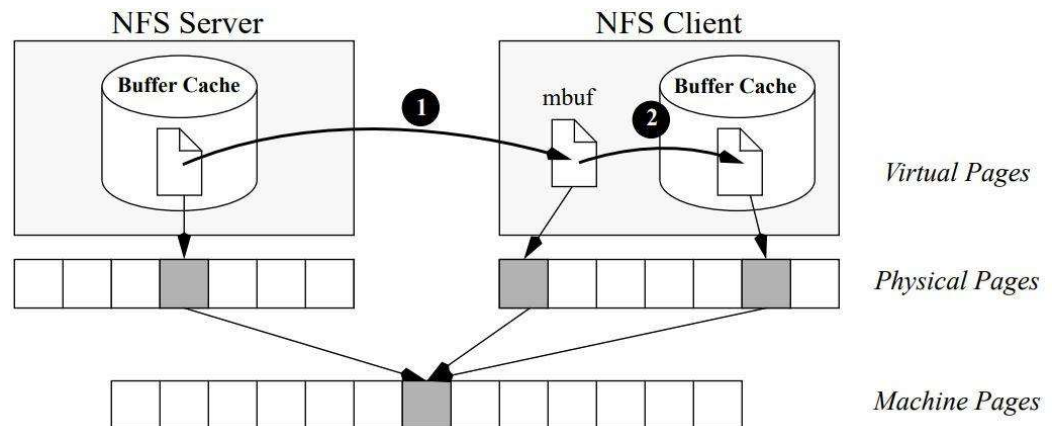 NFS Server
NFS Client
Buffer Cache
1
mbuf
2
Buffer Cache
Virtual Pages
Physical Pages
Machine Pages